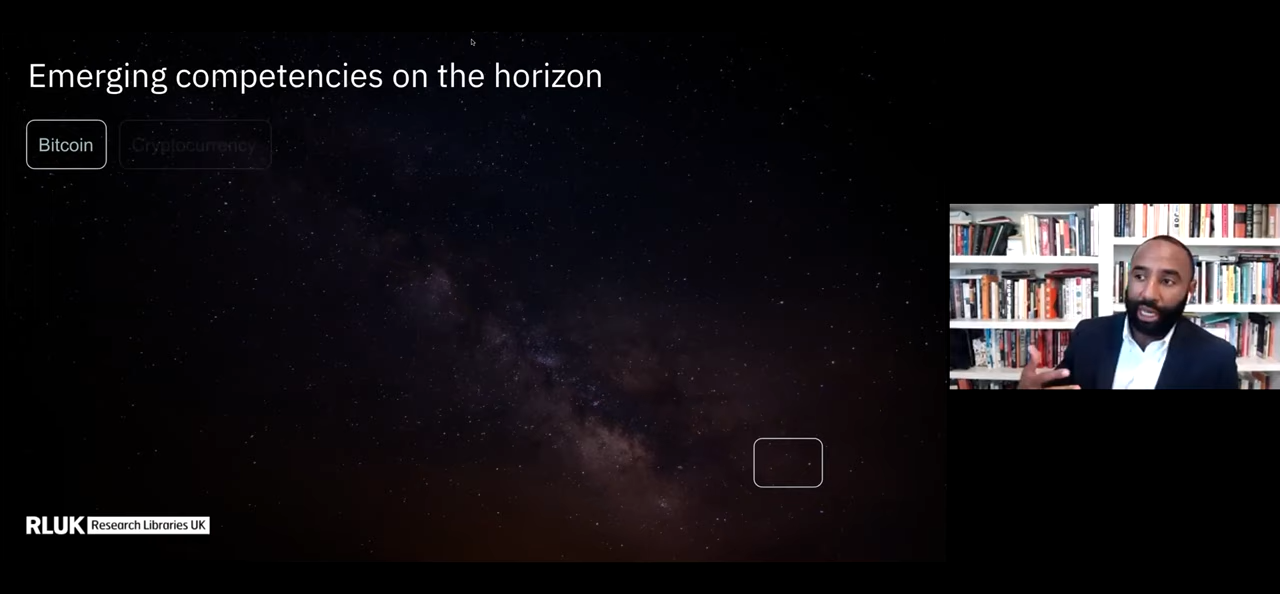 Emerging competencies on the horizon
Bitcoin
Cryptocurrency
RLUK Research Libraries UK